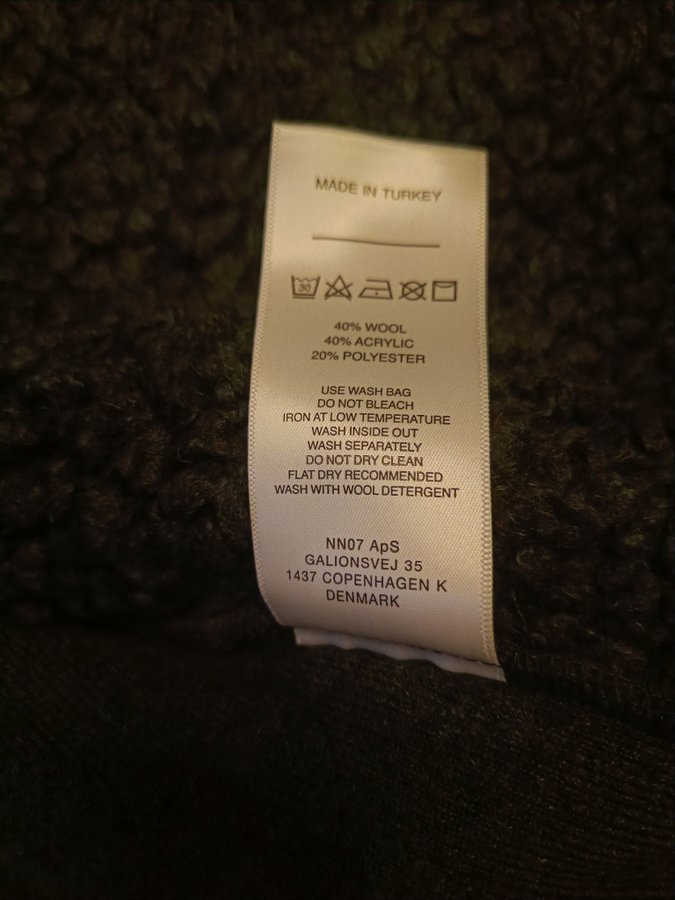 MADE IN TURKEY
30
40% WOOL
40% ACRYLIC
20% POLYESTER
USE WASH BAG
DO NOT BLEACH
IRON AT LOW TEMPERATURE
WASH INSIDE OUT
WASH SEPARATELY
DO NOT DRY CLEAN
FLAT DRY RECOMMENDED
WASH WITH WOOL DETERGENT
NN07 ApS
GALIONSVEJ 35
1437 COPENHAGEN K
DENMARK